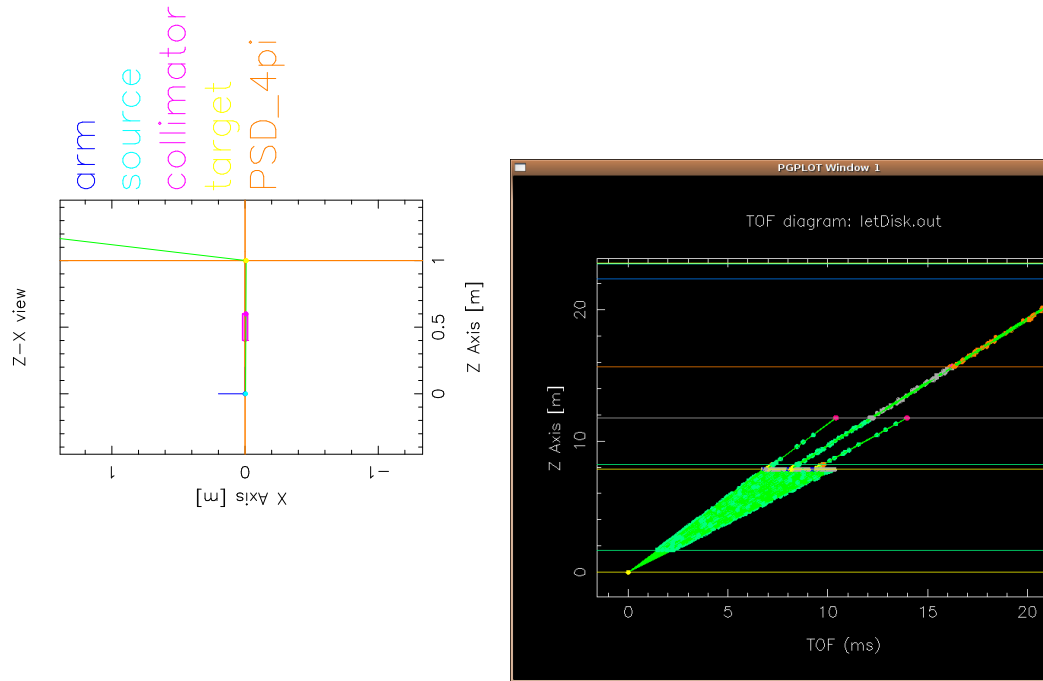 arm
source
collimator
target
PSD_4pi
Z-X view
1
0.5
0
Z Axis [m]
1
0
-1
X Axis [m]
PGPLOT Window 1
TOF diagram: letDisk.out
20
10
0
Z Axis [m]
0
5
10
15
20
TOF (ms)